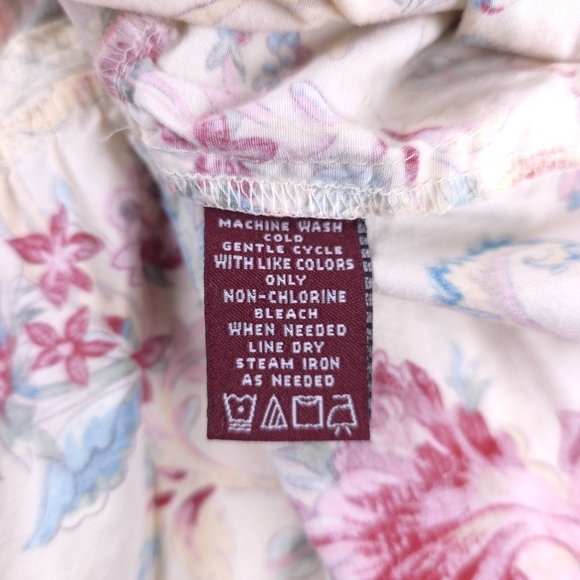 MACHINE WASH
COLD
GENTLE CYCLE
WITH LIKE COLORS
ONLY
NON-CHLORINE
BLEACH
WHEN NEEDED
LINE DRY
STEAM IRON
AS NEEDED